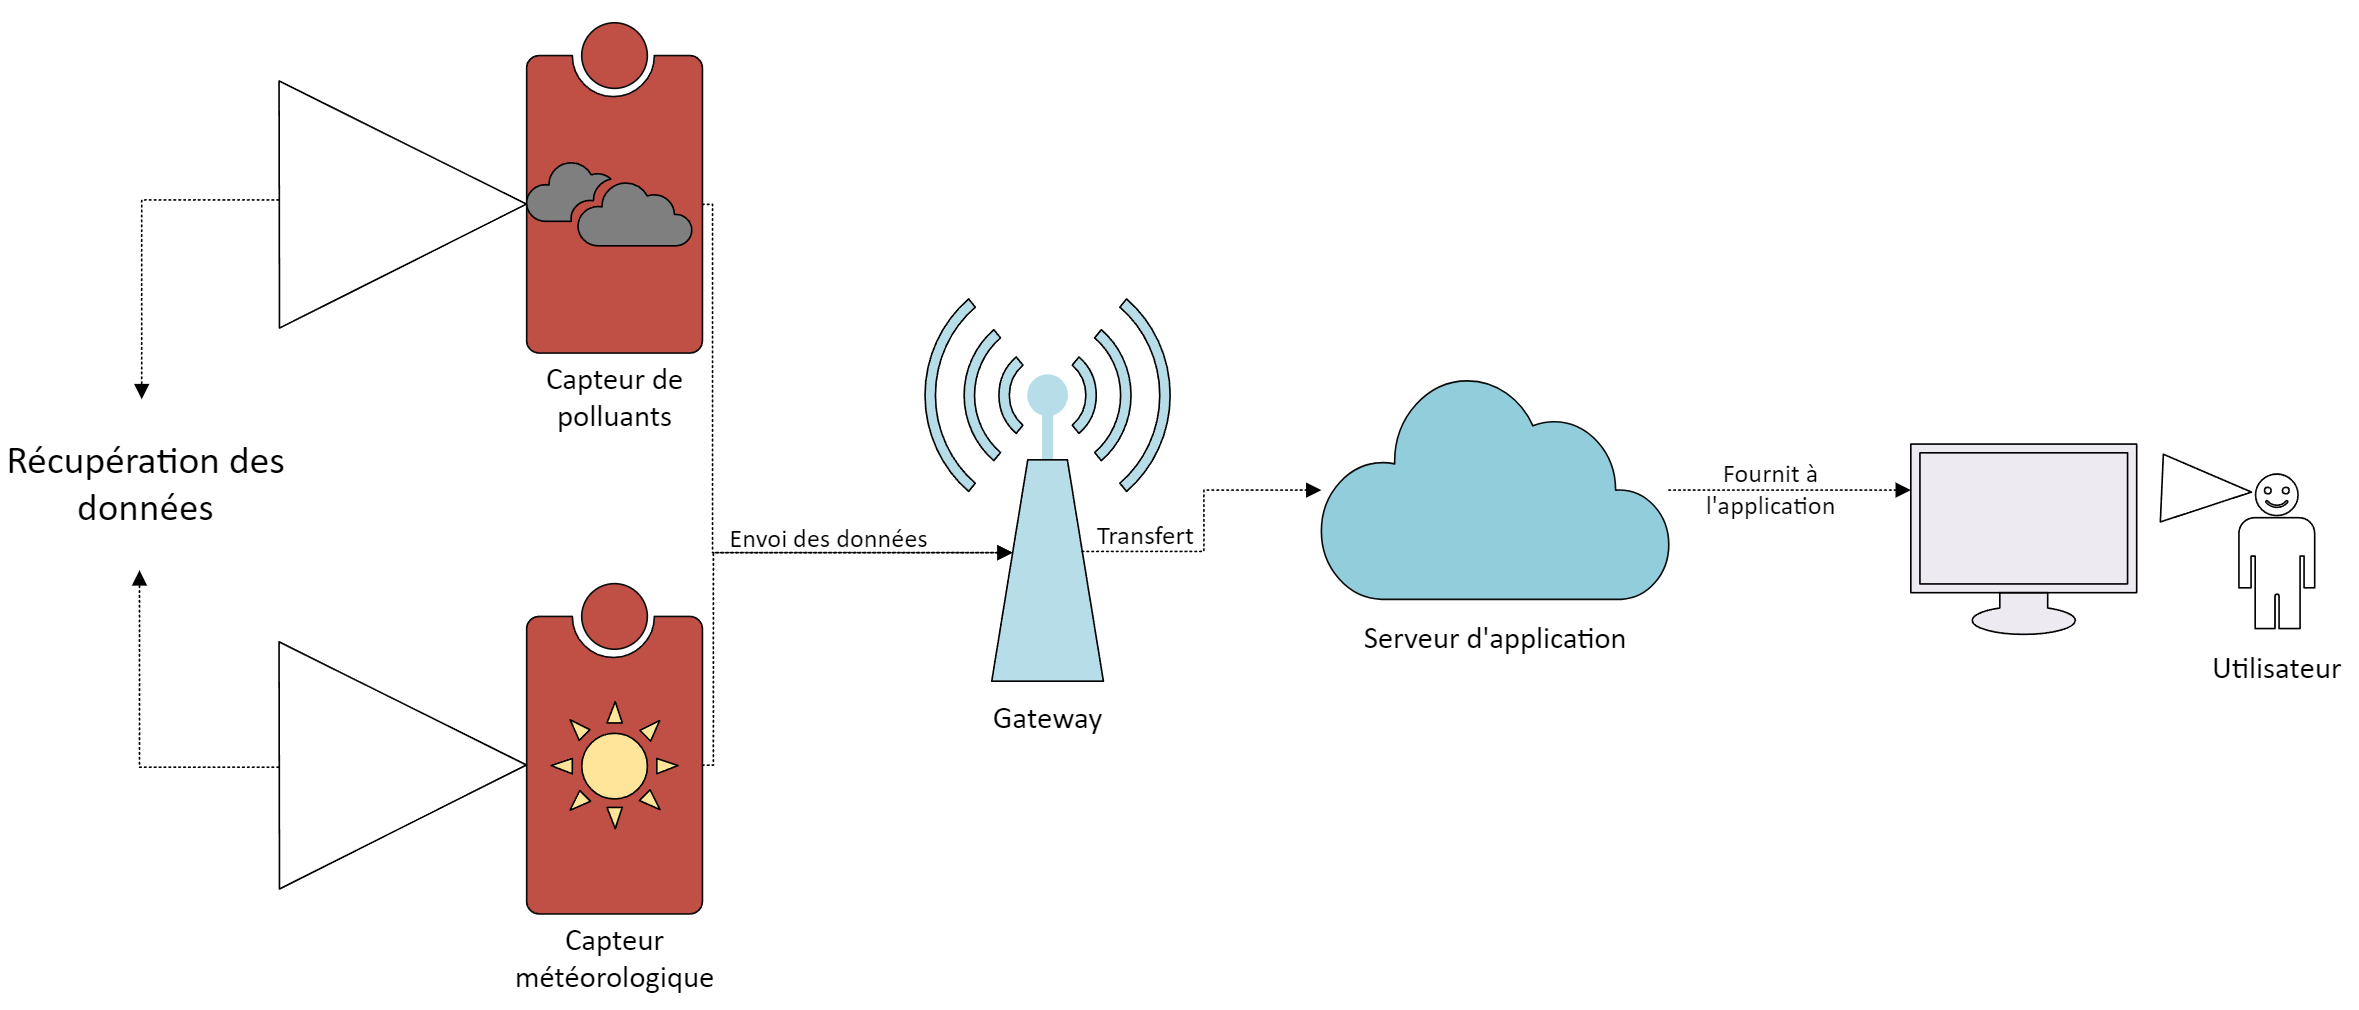 Capteur de
polluants
Récupération des
données
Envoi des données
Transfert
Fournit à
l'application
Serveur d'application
Utilisateur
Gateway
Capteur
météorologique